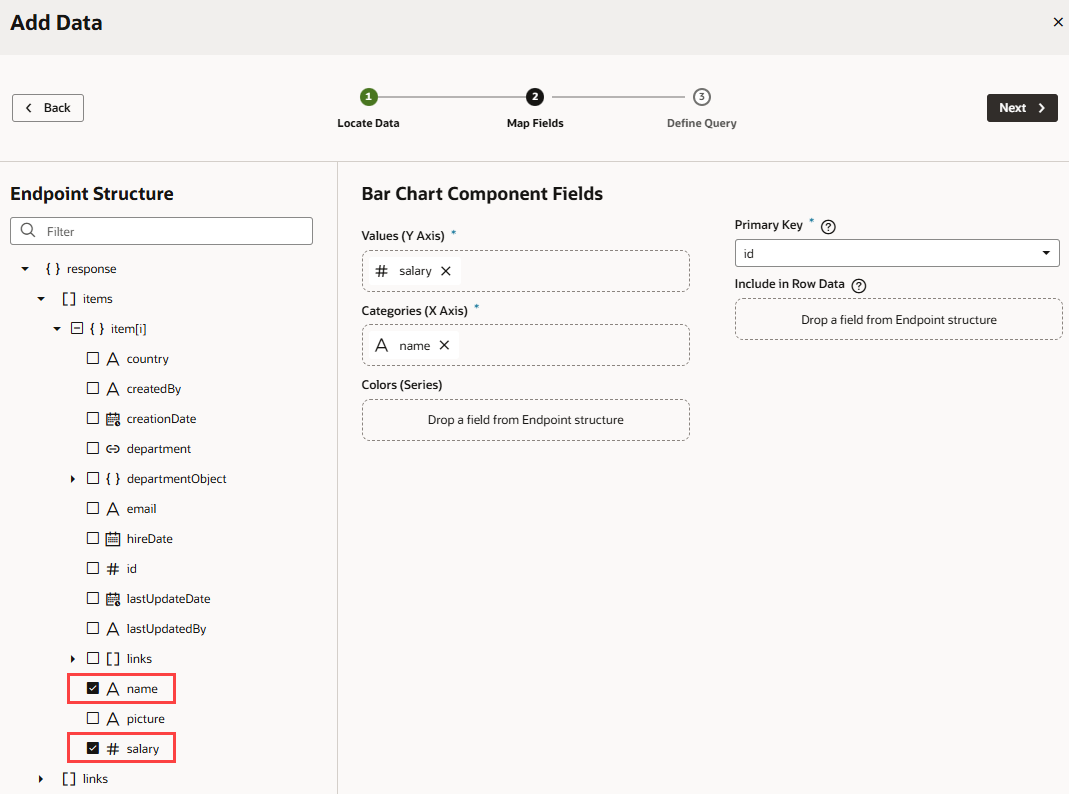 Add Data
Back
1
2
3
Locate Data
Map Fields
Define Query
Next
Endpoint Structure
Filter
{ } response
[ ] items
{ } item[i]
A country
A createdBy
creationDate
department
{ } departmentObject
A email
hireDate
# id
lastUpdateDate
A lastUpdatedBy
[ ] links
A name
A picture
# salary
[ ] links
Bar Chart Component Fields
Values (Y Axis) *
# salary
Categories (X Axis) *
A name
Colors (Series)
Drop a field from Endpoint structure
Primary Key * ?
id
Include in Row Data ?
Drop a field from Endpoint structure